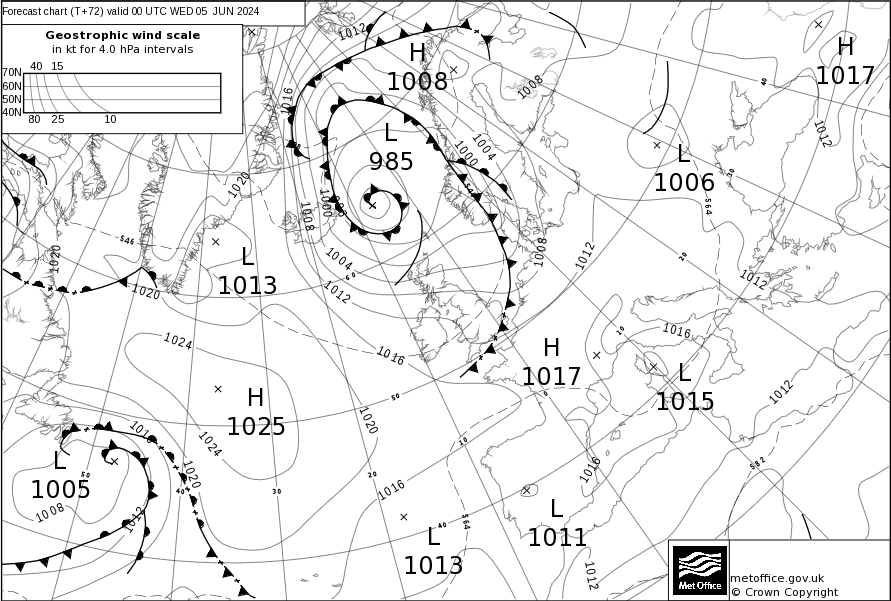 Forecast chart (T+72) valid 00 UTC WED 05 JUN 2024
Geostrophic wind scale
in kt for 4.0 hPa intervals
40 15
70N
60N
50N
40N
80 25 10
1012
H
1008
1008
H
1017
40
1016
1012
L
985
1004
1000
L
1006
30
1020
564
1000
1008
546
1020
L
1013
1008
1012
20
1004
60
1012
1012
1020
1016
10
1024
1016
H
1017
L
1015
1012
50
0
H
1025
1020
1016
1024
10
582
L
1005
50
1020
20
1016
1016
40
30
1008
1012
L
1011
564
40
L
1013
1012
Met Office
metoffice.gov.uk
© Crown Copyright